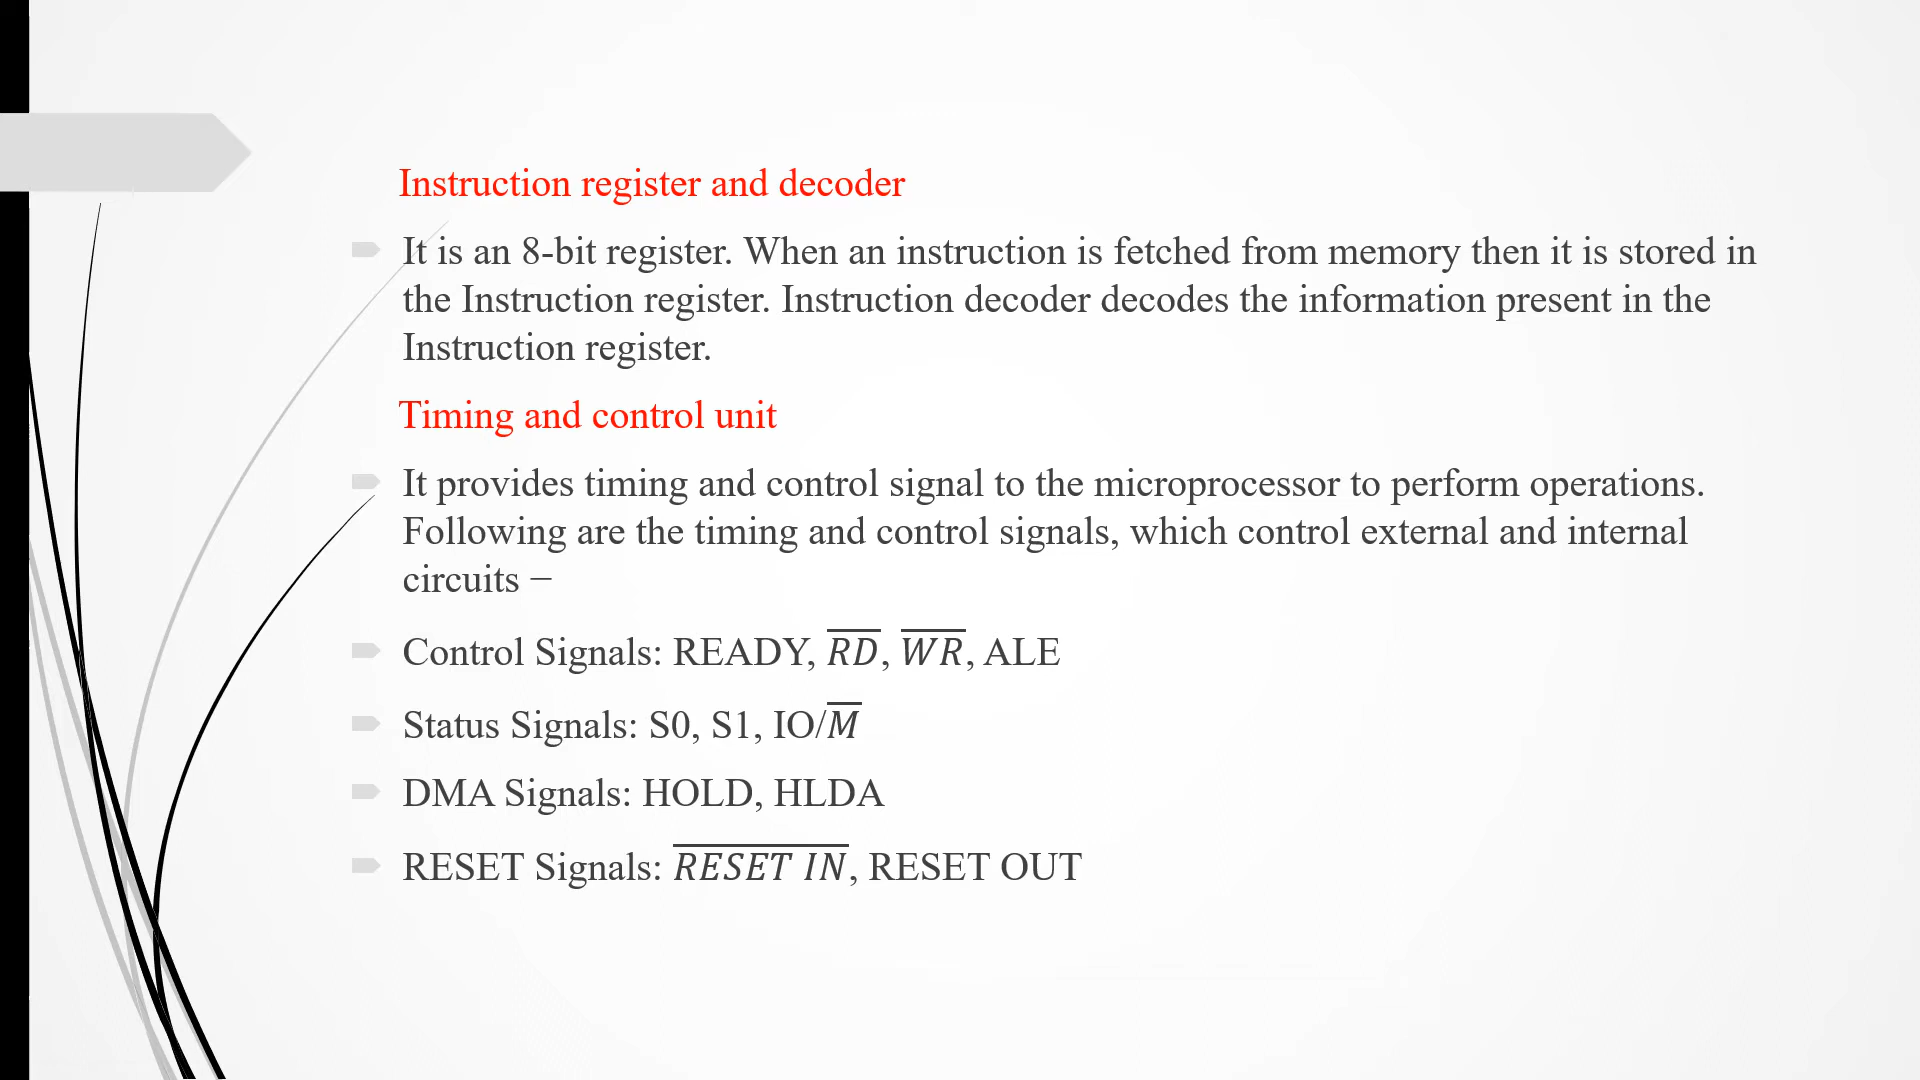 Instruction register and decoder
It is an 8-bit register. When an instruction is fetched from memory then it is stored in
the Instruction register. Instruction decoder decodes the information present in the
Instruction register.
Timing and control unit
It provides timing and control signal to the microprocessor to perform operations.
Following are the timing and control signals, which control external and internal
circuits −
Control Signals: READY, R̅D̅, W̅R̅, ALE
Status Signals: S0, S1, IO/M̅
DMA Signals: HOLD, HLDA
RESET Signals: R̅E̅S̅E̅T̅ I̅N̅, RESET OUT